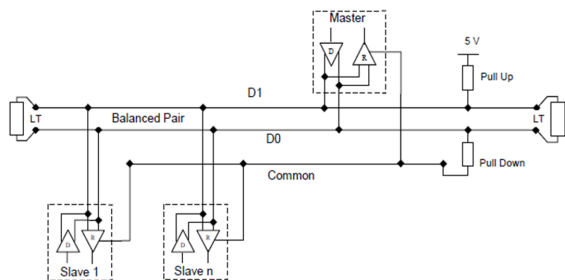 Master
5 V
D
R
Pull Up
D1
LT
Balanced Pair
LT
D0
Pull Down
Common
D
R
D
R
Slave 1
Slave n